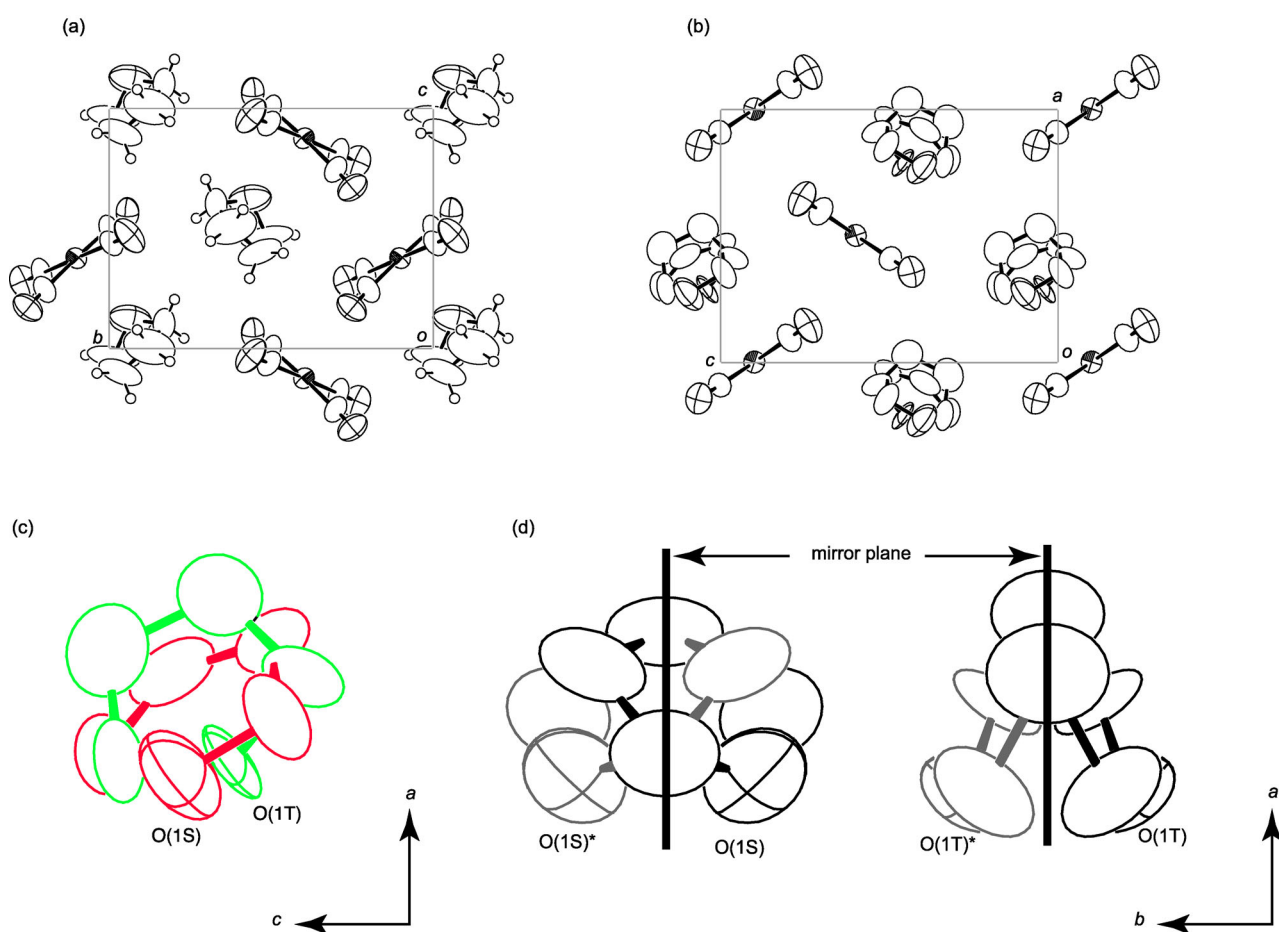 (a)
(b)
c
a
b
o
c
o
(c)
(d)
mirror plane
O(1T)
O(1S)
O(1S)*
O(1S)
O(1T)*
O(1T)
a
a
c
b